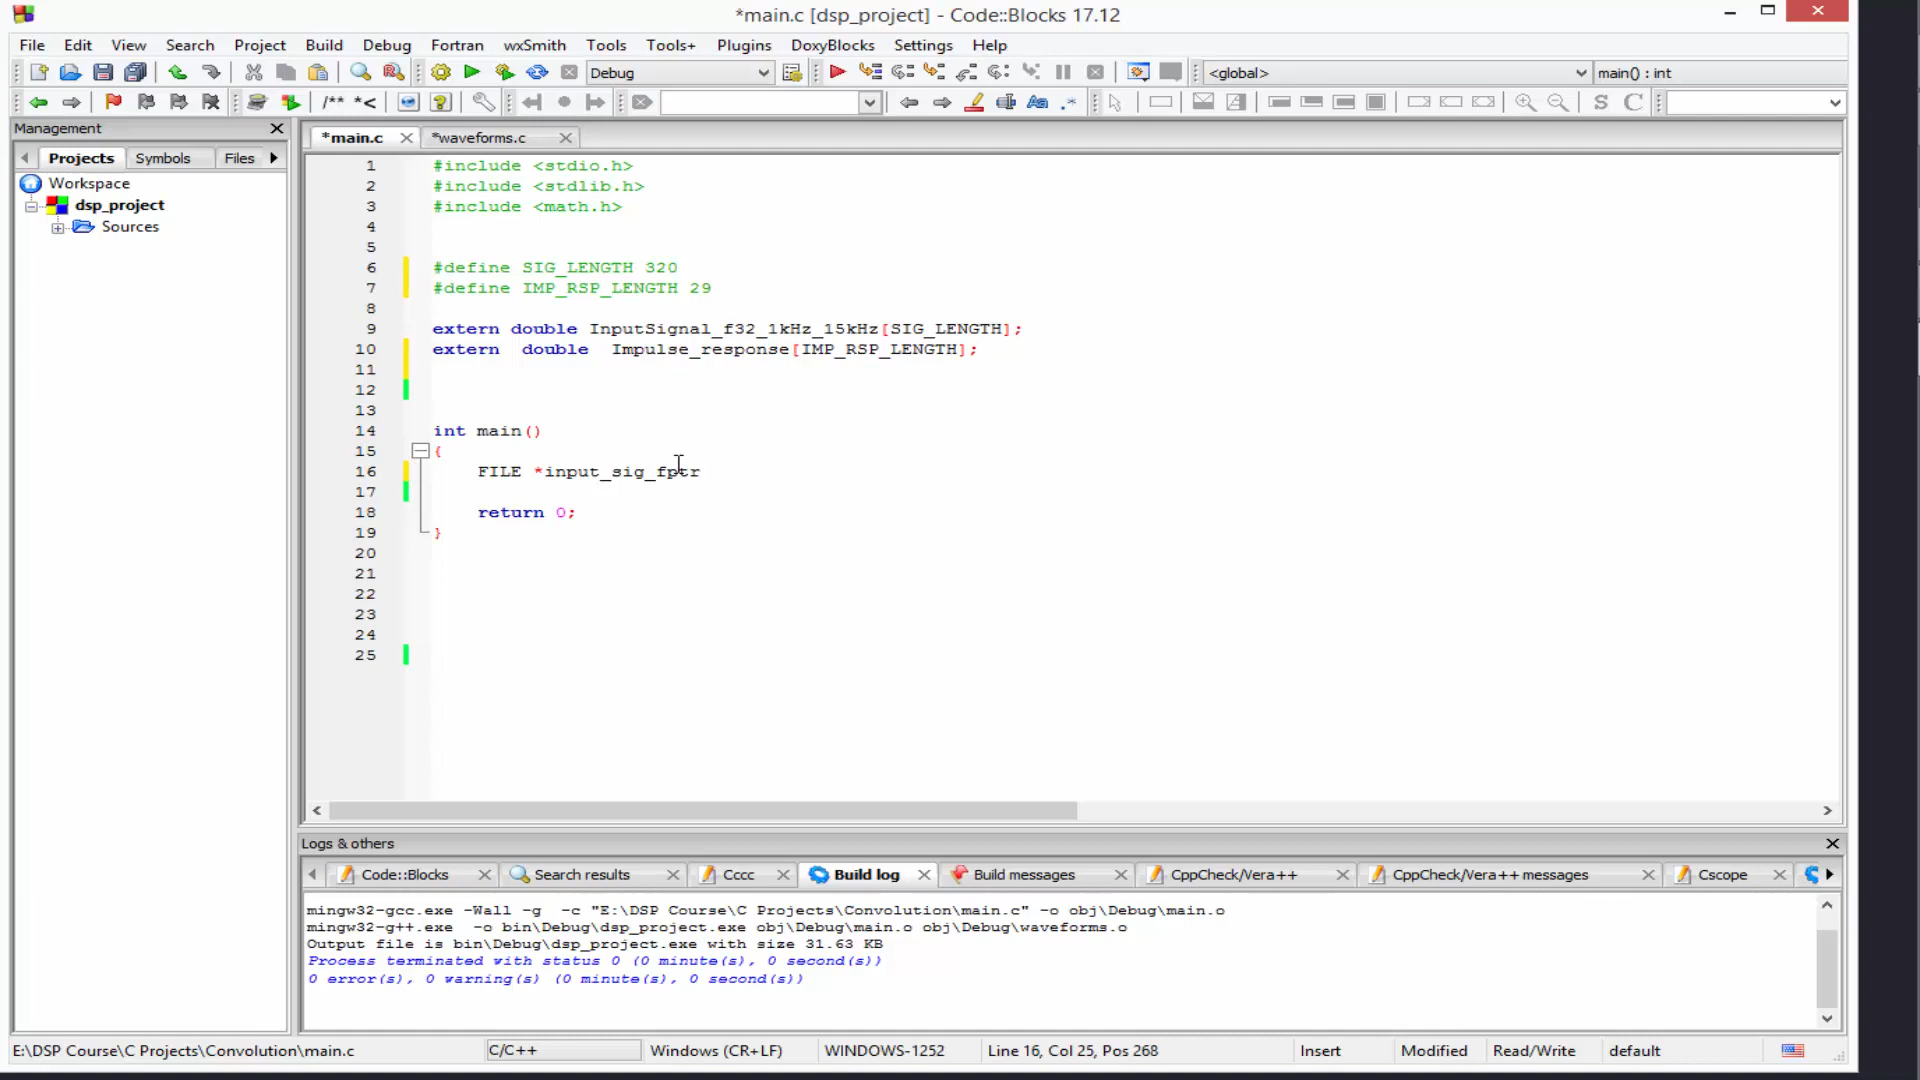 *main.c [dsp_project] - Code::Blocks 17.12
File Edit View Search Project Build Debug Fortran wxSmith Tools Tools+ Plugins DoxyBlocks Settings Help
Debug <global> main() : int
/** *< Aa .* S C
Management
*main.c *waveforms.c
Projects Symbols Files
Workspace
dsp_project
Sources
1 #include <stdio.h>
2 #include <stdlib.h>
3 #include <math.h>
4
5
6 #define SIG_LENGTH 320
7 #define IMP_RSP_LENGTH 29
8
9 extern double InputSignal_f32_1kHz_15kHz[SIG_LENGTH];
10 extern double Impulse_response[IMP_RSP_LENGTH];
11
12
13
14 int main()
15 {
16 FILE *input_sig_fptr
17
18 return 0;
19 }
20
21
22
23
24
25
Logs & others
Code::Blocks Search results Cccc Build log Build messages CppCheck/Vera++ CppCheck/Vera++ messages Cscope
mingw32-gcc.exe -Wall -g -c "E:\DSP Course\C Projects\Convolution\main.c" -o obj\Debug\main.o
mingw32-g++.exe -o bin\Debug\dsp_project.exe obj\Debug\main.o obj\Debug\waveforms.o
Output file is bin\Debug\dsp_project.exe with size 31.63 KB
Process terminated with status 0 (0 minute(s), 0 second(s))
0 error(s), 0 warning(s) (0 minute(s), 0 second(s))
E:\DSP Course\C Projects\Convolution\main.c C/C++ Windows (CR+LF) WINDOWS-1252 Line 16, Col 25, Pos 268 Insert Modified Read/Write default